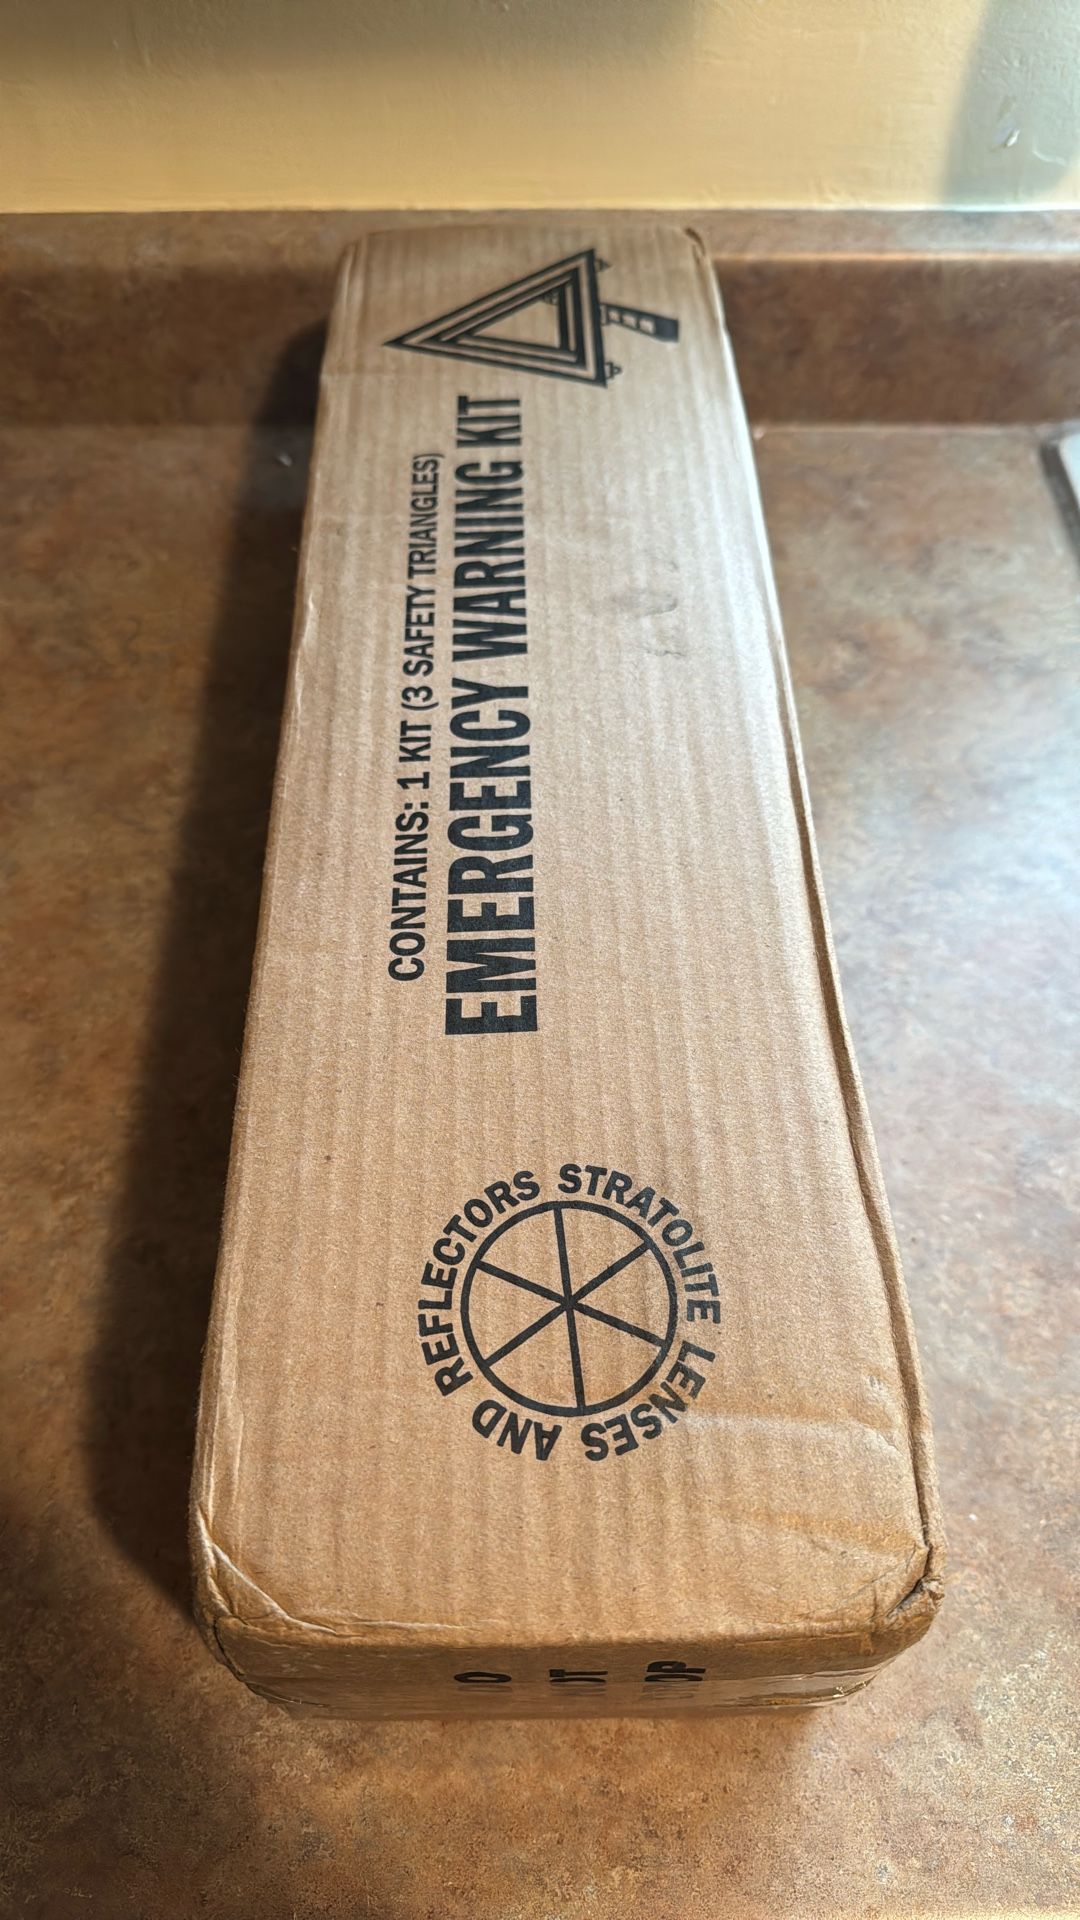 CONTAINS: 1 KIT (3 SAFETY TRIANGLES)
EMERGENCY WARNING KIT
STRATOLITE LENSES AND REFLECTORS